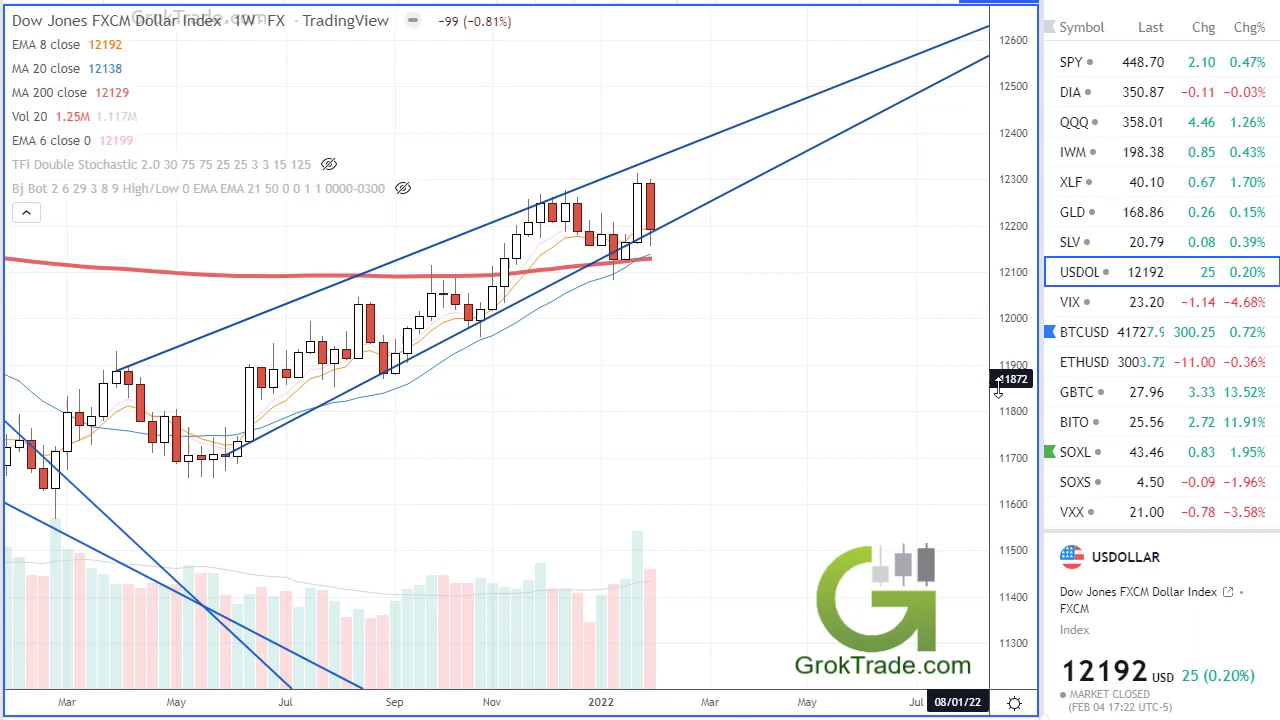 Dow Jones FXCM Dollar Index · 1W · FX · TradingView −99 (−0.81%)
GrokTrade.com
EMA 8 close 12192
MA 20 close 12138
MA 200 close 12129
Vol 20 1.25M 1.117M
EMA 6 close 0 12199
TFi Double Stochastic 2.0 30 75 75 25 25 3 3 15 125
Bj Bot 2 6 29 3 8 9 High/Low 0 EMA EMA 21 50 0 0 1 1 0000-0300
12600
12500
12400
12300
12200
12100
12000
11900
11872
11800
11700
11600
11500
11400
11300
GrokTrade.com
Mar May Jul Sep Nov 2022 Mar May Jul 08/01/22
Symbol Last Chg Chg%
SPY 448.70 2.10 0.47%
DIA 350.87 −0.11 −0.03%
QQQ 358.01 4.46 1.26%
IWM 198.38 0.85 0.43%
XLF 40.10 0.67 1.70%
GLD 168.86 0.26 0.15%
SLV 20.79 0.08 0.39%
USDOL 12192 25 0.20%
VIX 23.20 −1.14 −4.68%
BTCUSD 41727.9 300.25 0.72%
ETHUSD 3003.72 −11.00 −0.36%
GBTC 27.96 3.33 13.52%
BITO 25.56 2.72 11.91%
SOXL 43.46 0.83 1.95%
SOXS 4.50 −0.09 −1.96%
VXX 21.00 −0.78 −3.58%
USDOLLAR
Dow Jones FXCM Dollar Index ·
FXCM
Index
12192 USD 25 (0.20%)
MARKET CLOSED
(FEB 04 17:22 UTC-5)